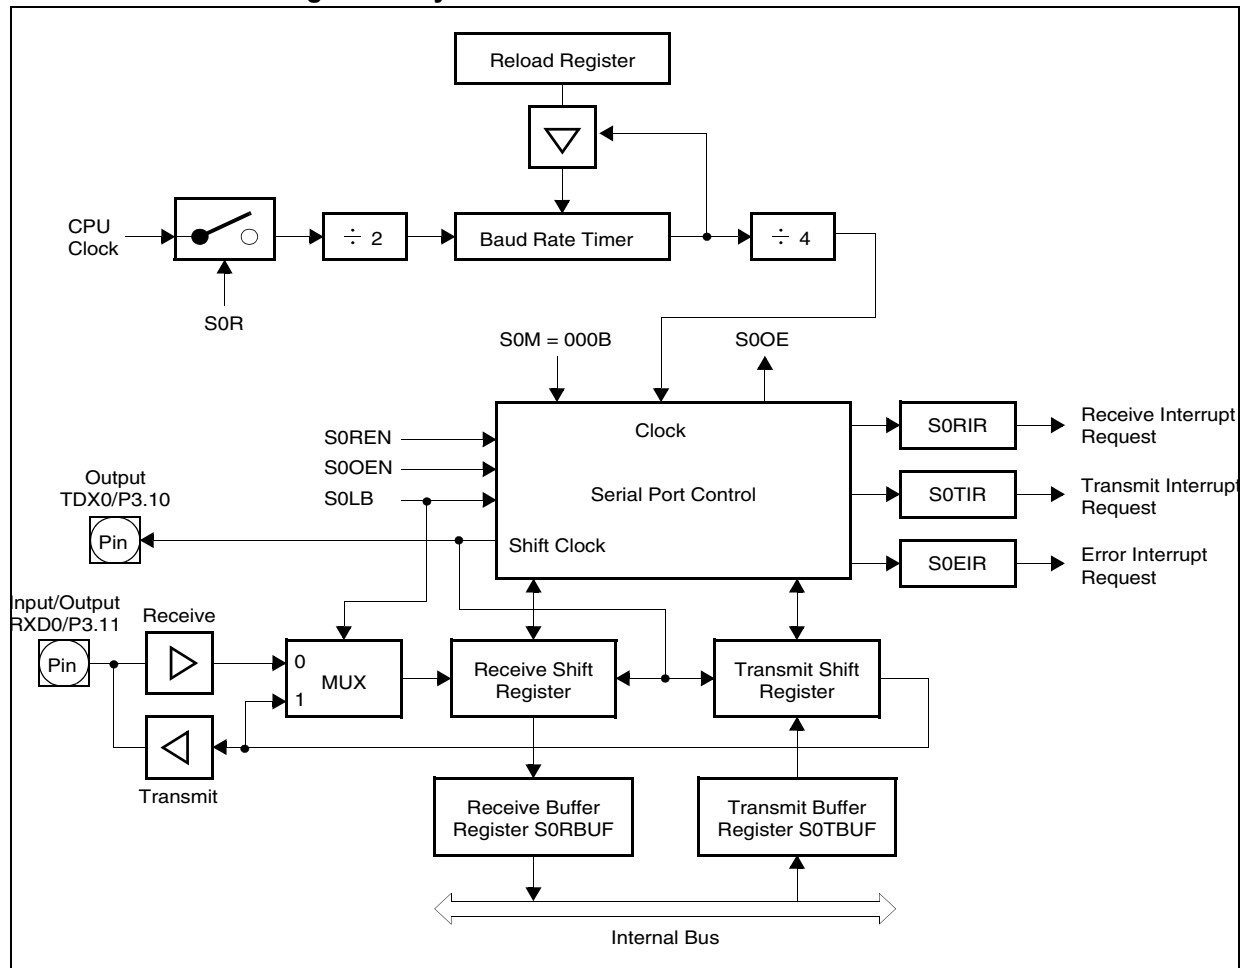 Reload Register
CPU
Clock
÷ 2
Baud Rate Timer
÷ 4
S0R
S0M = 000B
S0OE
Clock
Serial Port Control
Shift Clock
S0REN
S0OEN
S0LB
S0RIR
Receive Interrupt
Request
S0TIR
Transmit Interrupt
Request
S0EIR
Error Interrupt
Request
Output
TDX0/P3.10
Pin
Input/Output
RXD0/P3.11
Pin
Receive
0
MUX
1
Receive Shift
Register
Transmit Shift
Register
Transmit
Receive Buffer
Register S0RBUF
Transmit Buffer
Register S0TBUF
Internal Bus